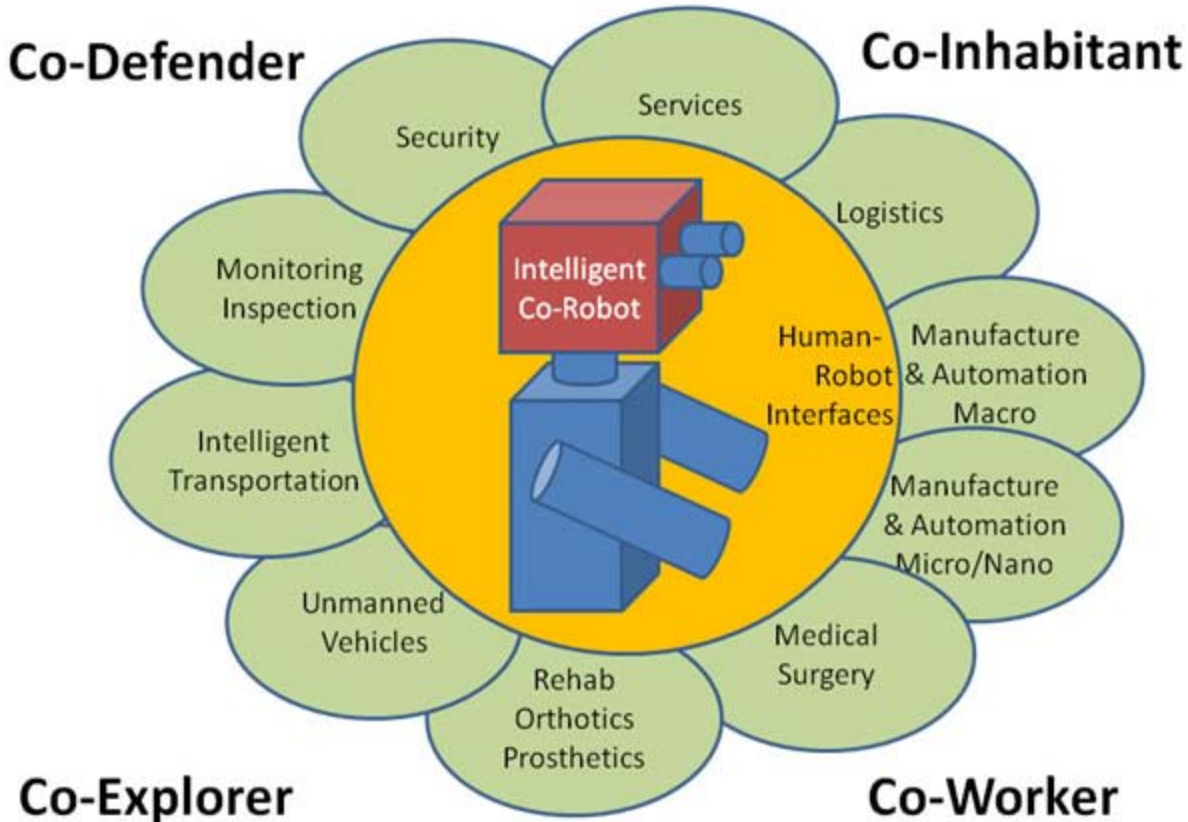 Co-Defender
Co-Inhabitant
Services
Security
Logistics
Monitoring
Inspection
Intelligent
Co-Robot
Human-
Robot
Interfaces
Manufacture
& Automation
Macro
Intelligent
Transportation
Manufacture
& Automation
Micro/Nano
Unmanned
Vehicles
Medical
Surgery
Rehab
Orthotics
Prosthetics
Co-Explorer
Co-Worker